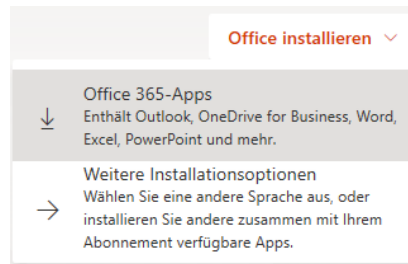 Office installieren
Office 365-Apps
Enthält Outlook, OneDrive for Business, Word,
Excel, PowerPoint und mehr.
Weitere Installationsoptionen
Wählen Sie eine andere Sprache aus, oder
installieren Sie andere zusammen mit Ihrem
Abonnement verfügbare Apps.